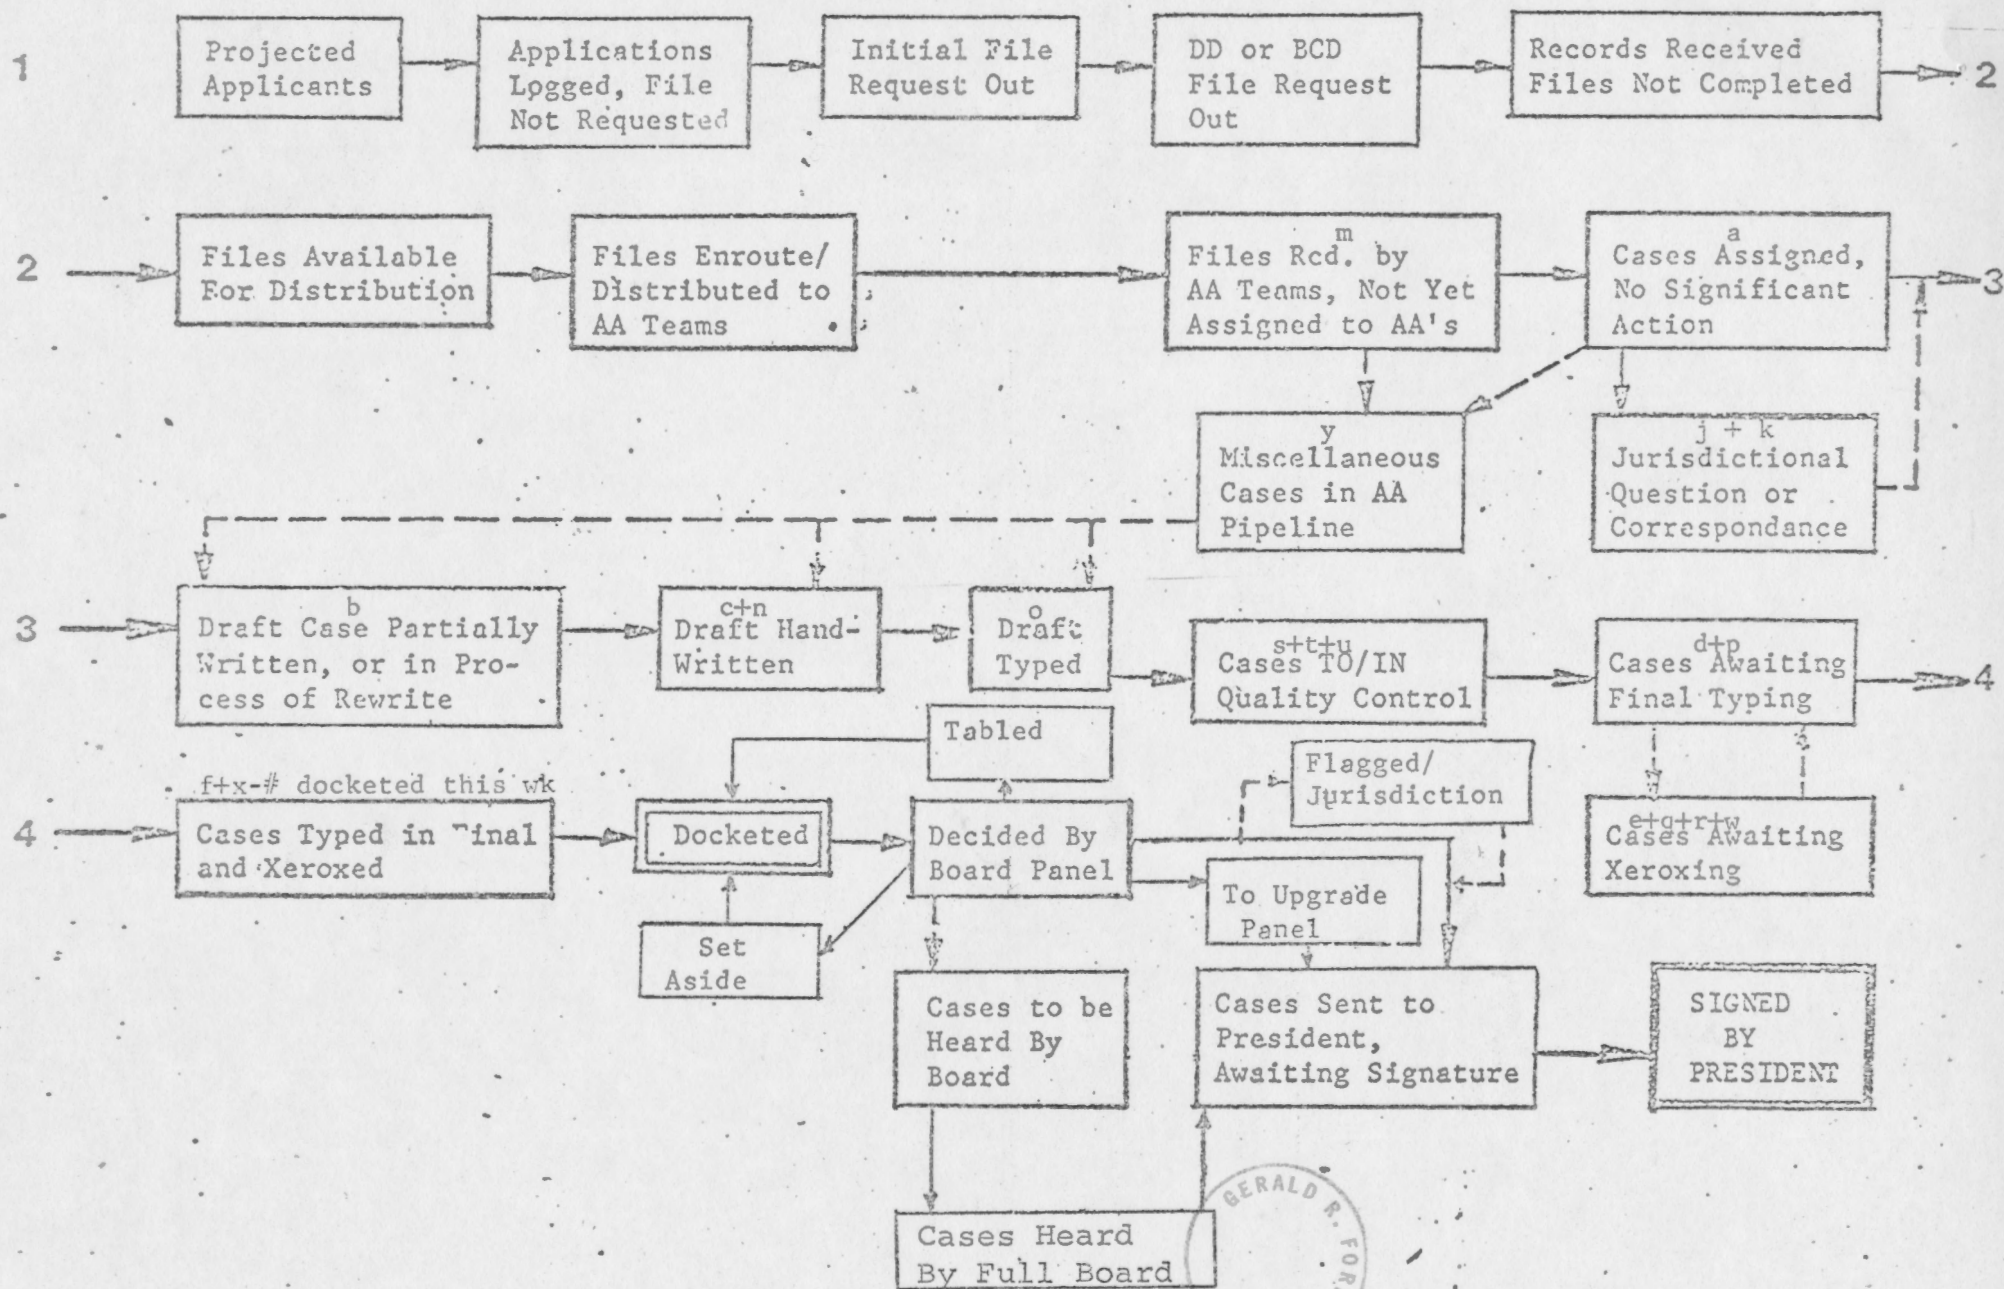 1
Projected
Applicants
Applications
Logged, File
Not Requested
Initial File
Request Out
DD or BCD
File Request
Out
Records Received
Files Not Completed
2
2
Files Available
For Distribution
Files Enroute/
Distributed to
AA Teams
m
Files Rcd. by
AA Teams, Not Yet
Assigned to AA's
a
Cases Assigned,
No Significant
Action
3
y
Miscellaneous
Cases in AA
Pipeline
j + k
Jurisdictional
Question or
Correspondance
3
b
Draft Case Partially
Written, or in Pro-
cess of Rewrite
c+n
Draft Hand-
Written
o
Draft
Typed
s+t+u
Cases TO/IN
Quality Control
d+p
Cases Awaiting
Final Typing
4
Tabled
Flagged/
Jurisdiction
e+q+r+w
Cases Awaiting
Xeroxing
4
f+x-# docketed this wk
Cases Typed in Final
and Xeroxed
Docketed
Decided By
Board Panel
To Upgrade
Panel
Set
Aside
Cases to be
Heard By
Board
Cases Sent to
President,
Awaiting Signature
SIGNED
BY
PRESIDENT
Cases Heard
By Full Board
GERALD R. FOR